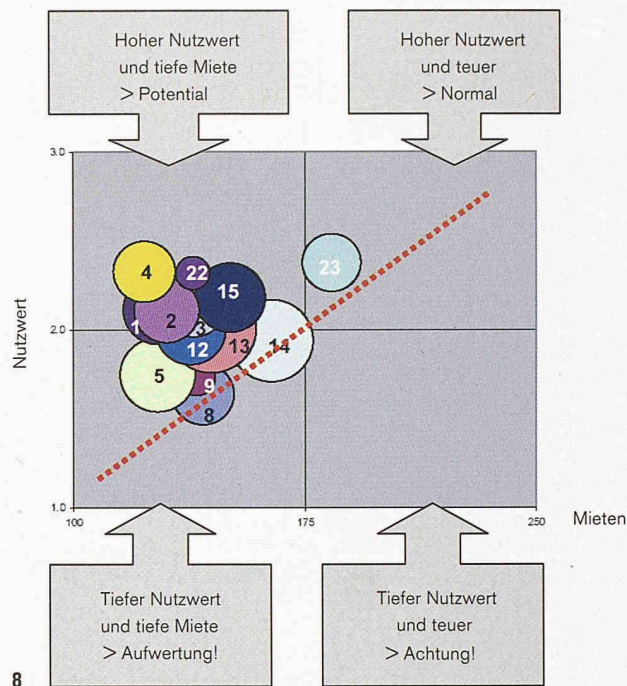 Hoher Nutzwert
und tiefe Miete
> Potential
Hoher Nutzwert
und teuer
> Normal
3.0
2.0
1.0
Nutzwert
4
22
15
23
1
2
3
12
13
14
5
9
8
100
175
250
Mieten
Tiefer Nutzwert
und tiefe Miete
> Aufwertung!
Tiefer Nutzwert
und teuer
> Achtung!
8